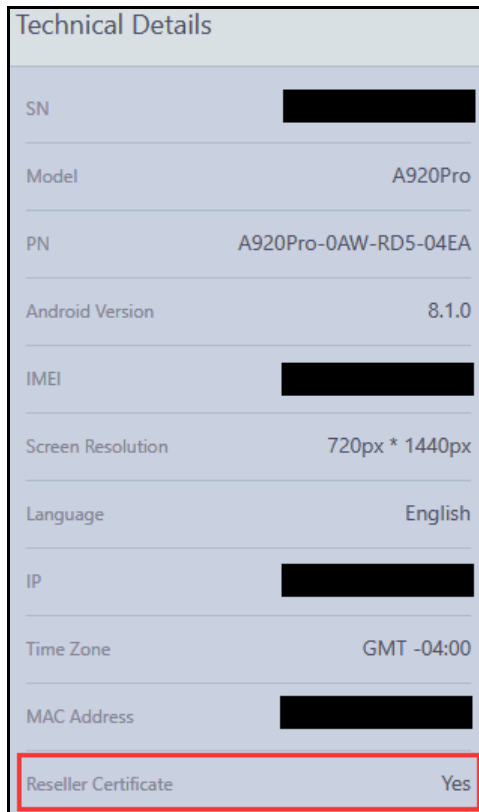 Technical Details
SN
Model A920Pro
PN A920Pro-0AW-RD5-04EA
Android Version 8.1.0
IMEI
Screen Resolution 720px * 1440px
Language English
IP
Time Zone GMT -04:00
MAC Address
Reseller Certificate Yes